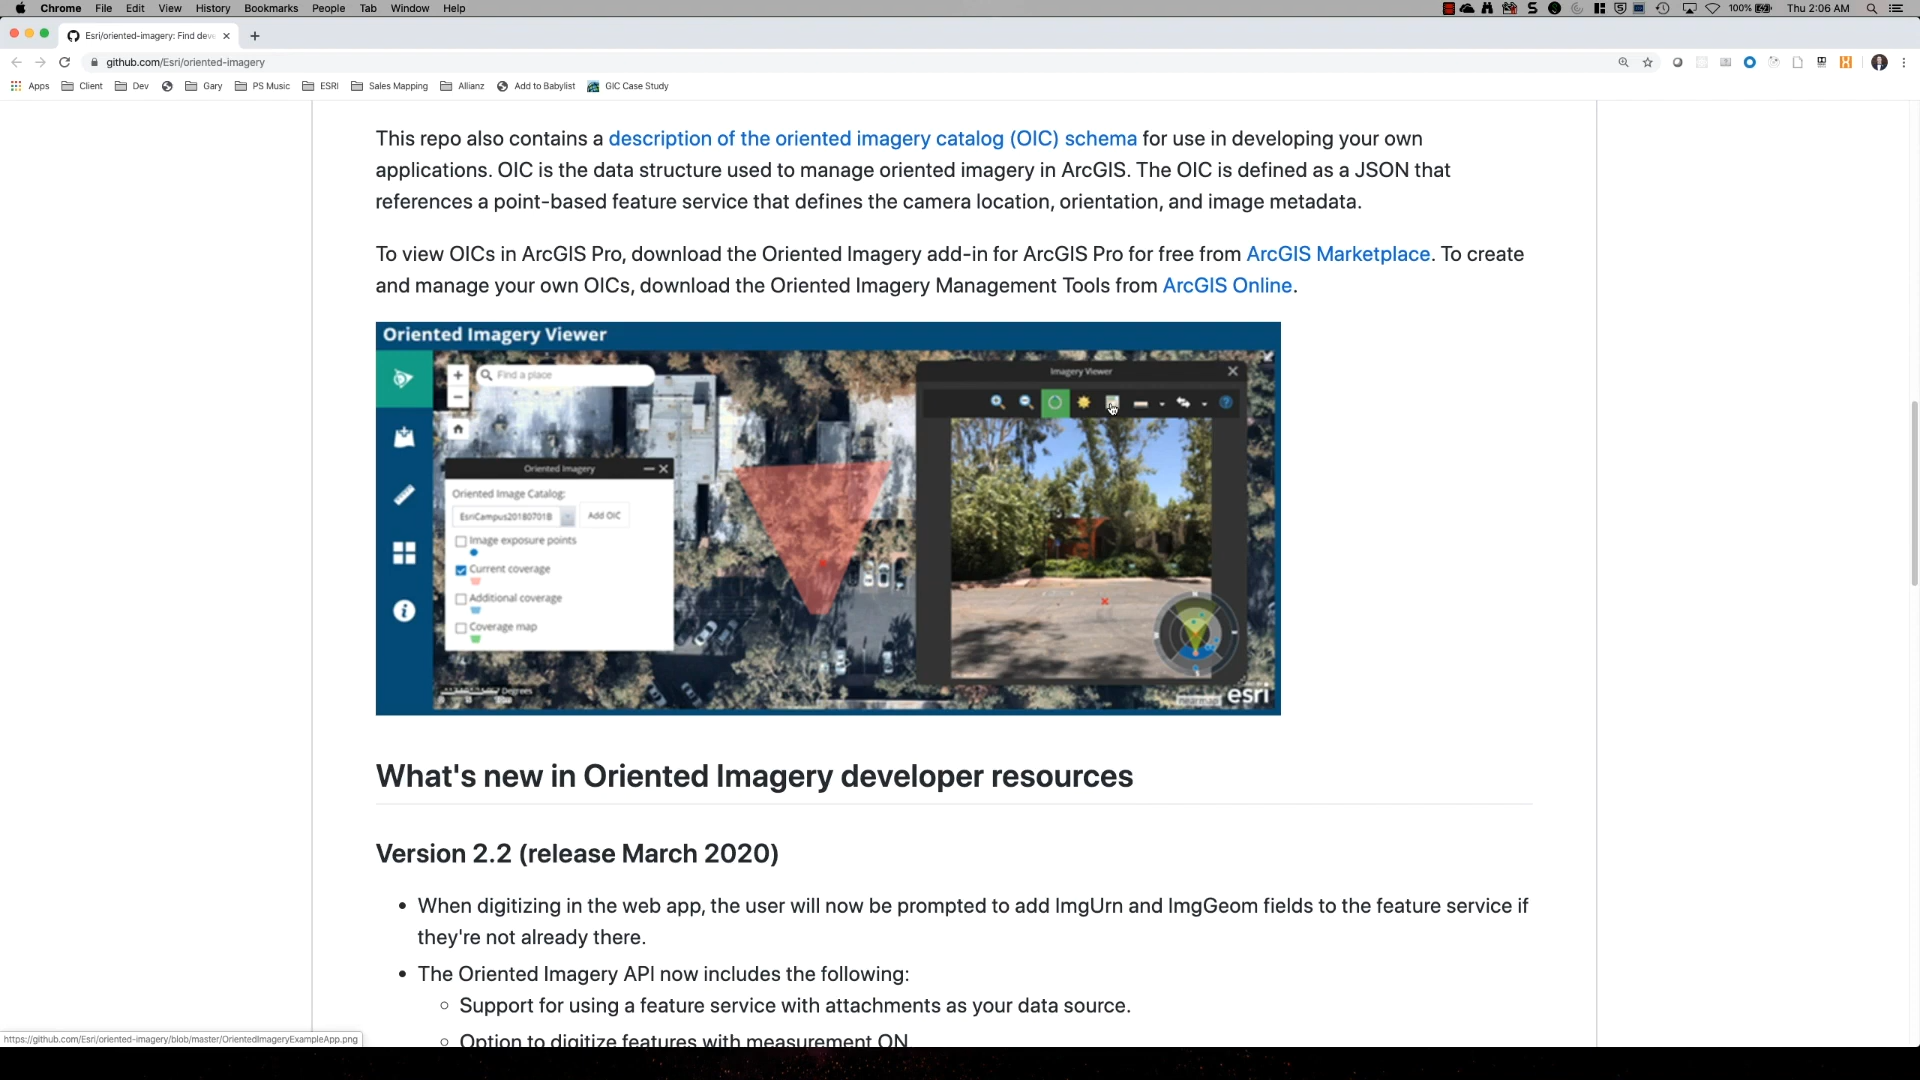 Chrome File Edit View History Bookmarks People Tab Window Help 100% Thu 2:06 AM
Esri/oriented-imagery: Find deve
github.com/Esri/oriented-imagery
Apps Client Dev Gary PS Music ESRI Sales Mapping Allianz Add to Babylist GIC Case Study
This repo also contains a description of the oriented imagery catalog (OIC) schema for use in developing your own
applications. OIC is the data structure used to manage oriented imagery in ArcGIS. The OIC is defined as a JSON that
references a point-based feature service that defines the camera location, orientation, and image metadata.
To view OICs in ArcGIS Pro, download the Oriented Imagery add-in for ArcGIS Pro for free from ArcGIS Marketplace. To create
and manage your own OICs, download the Oriented Imagery Management Tools from ArcGIS Online.
Oriented Imagery Viewer
Find a place
Imagery Viewer
Oriented Imagery
Oriented Image Catalog:
EsriCampus20180701B Add OIC
Image exposure points
Current coverage
Additional coverage
Coverage map
Degrees
nearmap esri
What's new in Oriented Imagery developer resources
Version 2.2 (release March 2020)
• When digitizing in the web app, the user will now be prompted to add ImgUrn and ImgGeom fields to the feature service if
they're not already there.
• The Oriented Imagery API now includes the following:
Support for using a feature service with attachments as your data source.
Option to digitize features with measurement ON
https://github.com/Esri/oriented-imagery/blob/master/OrientedImageryExampleApp.png